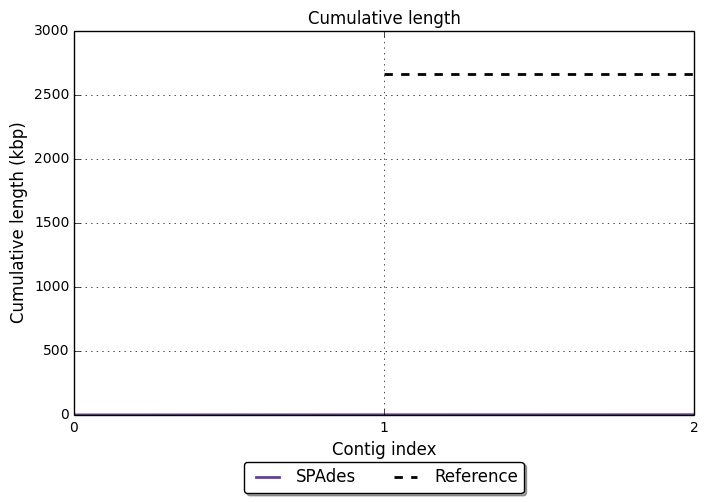 Cumulative length
3000
2500
2000
1500
1000
500
0
Cumulative length (kbp)
0 1 2
Contig index
SPAdes Reference